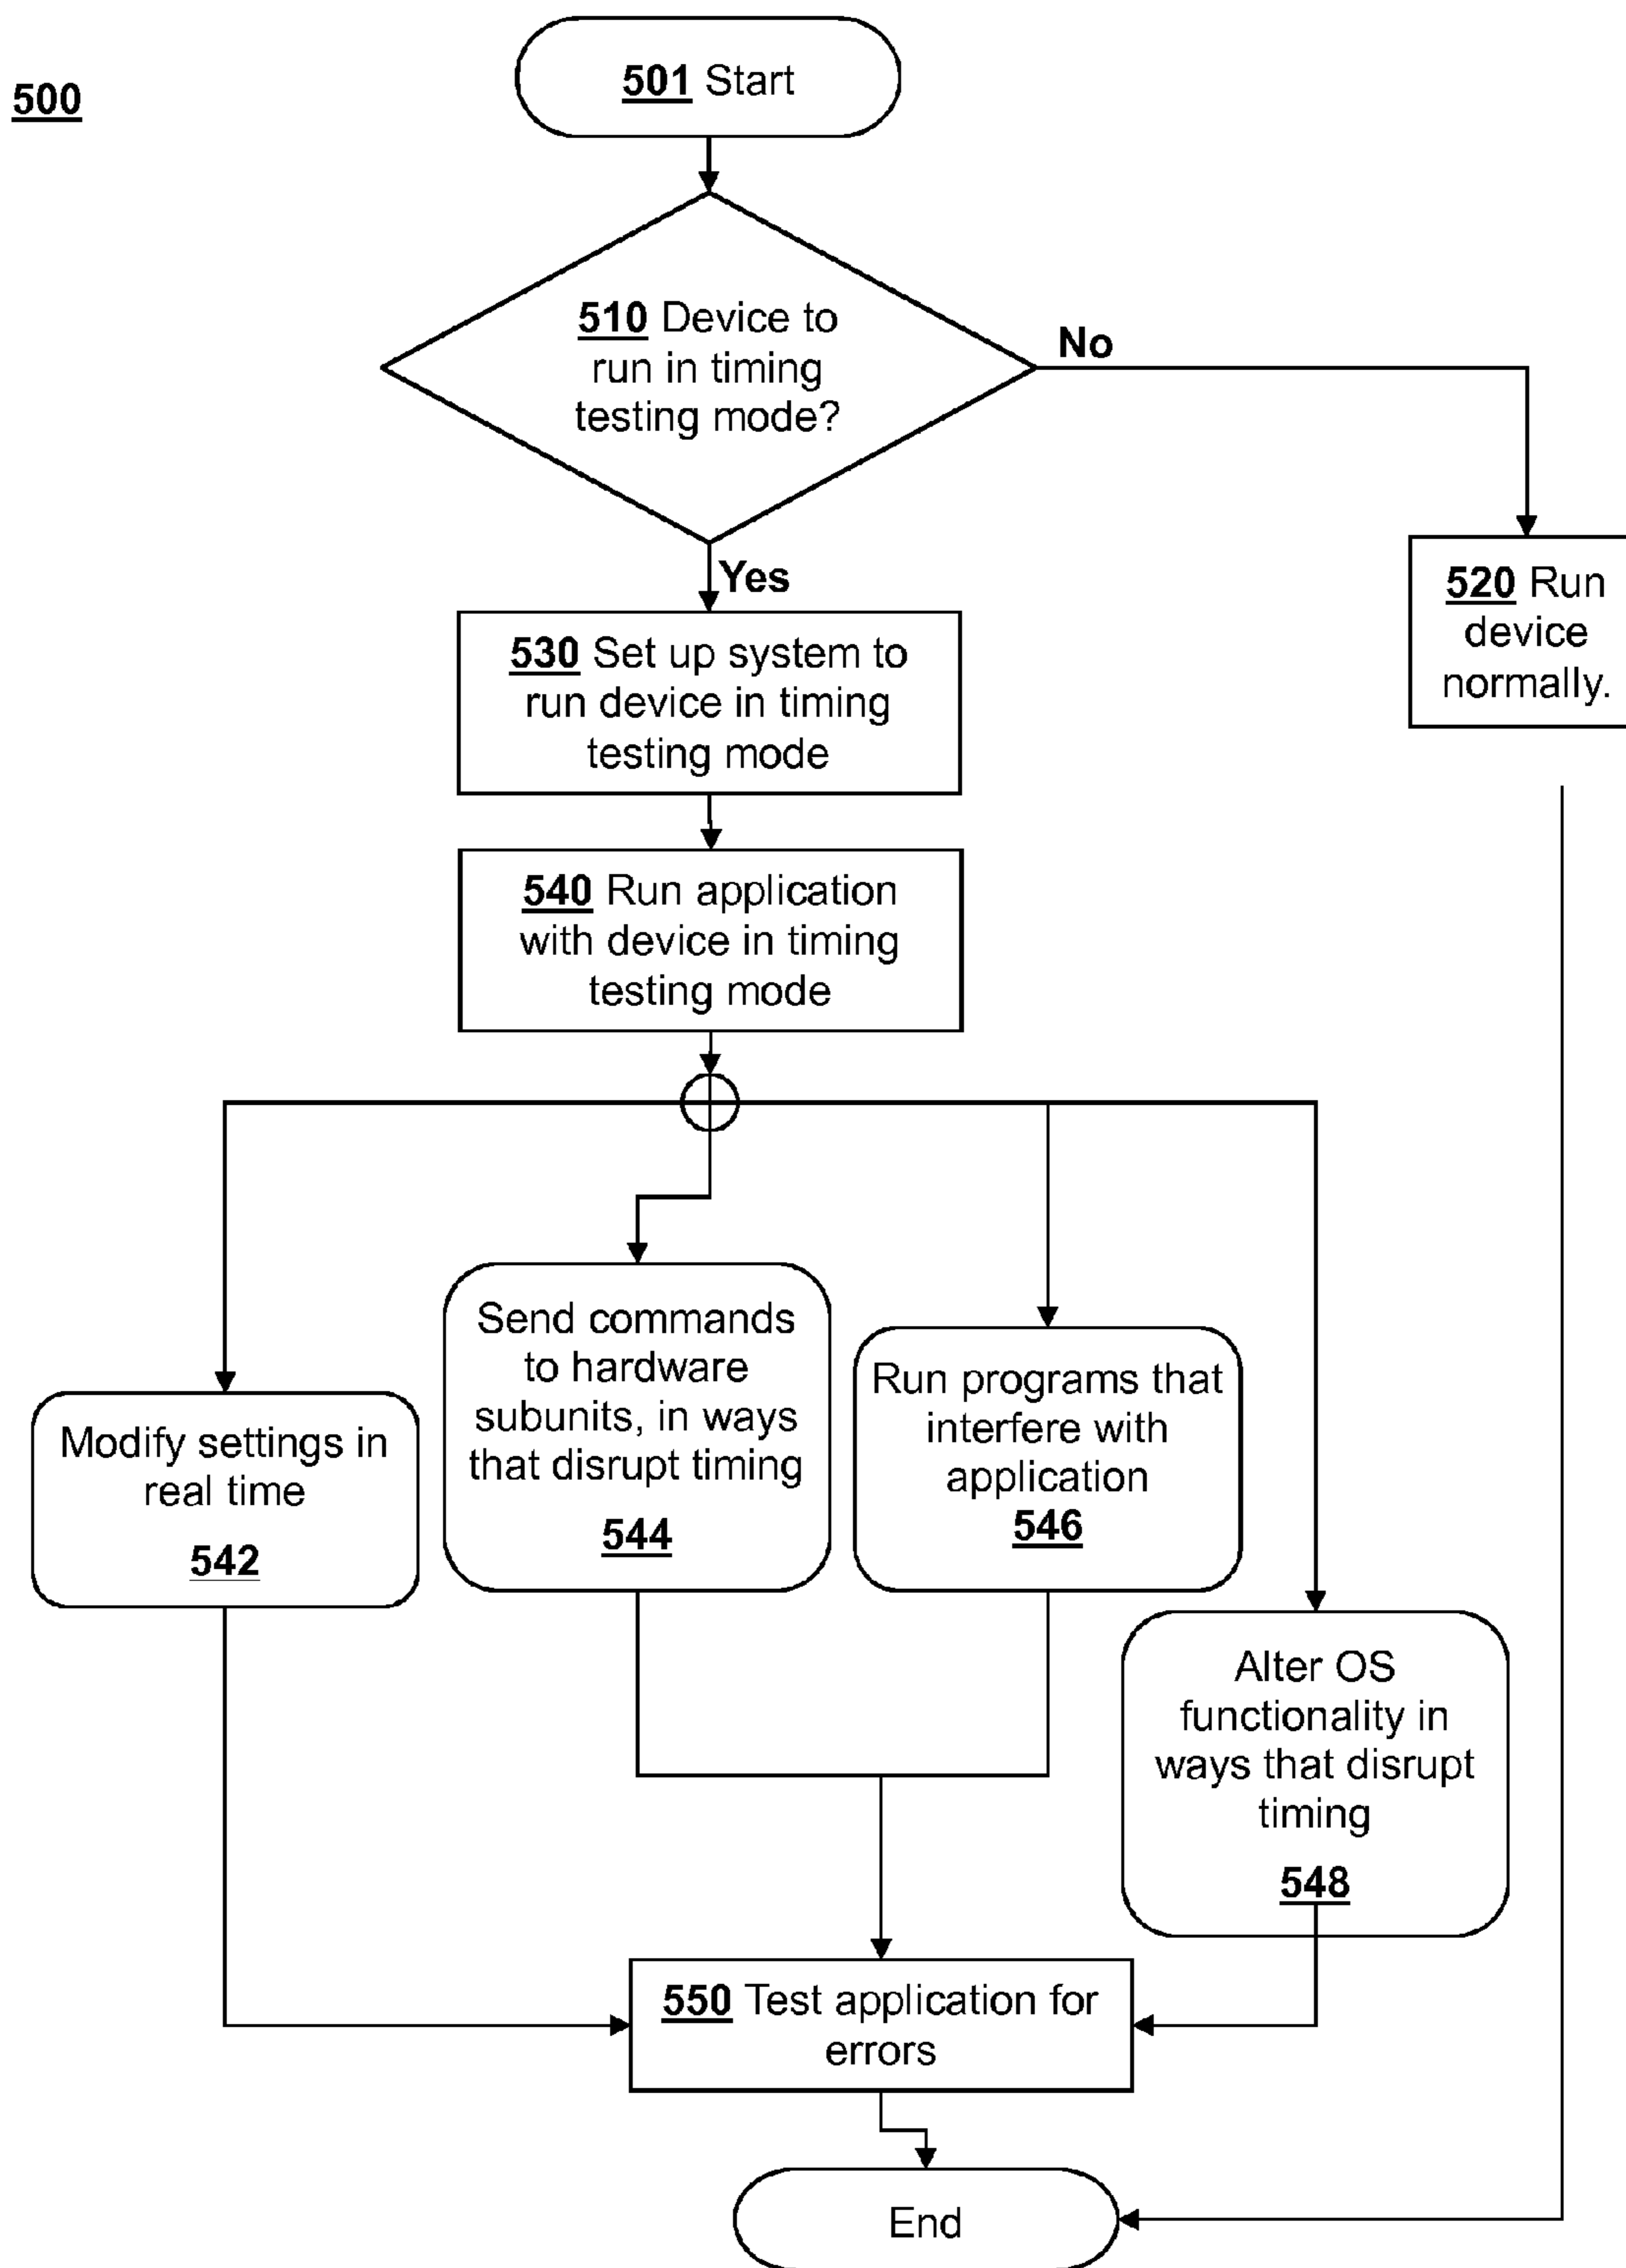 500
501 Start
510 Device to
run in timing
testing mode?
No
Yes
520 Run
device
normally.
530 Set up system to
run device in timing
testing mode
540 Run application
with device in timing
testing mode
Modify settings in
real time
542
Send commands
to hardware
subunits, in ways
that disrupt timing
544
Run programs that
interfere with
application
546
Alter OS
functionality in
ways that disrupt
timing
548
550 Test application for
errors
End